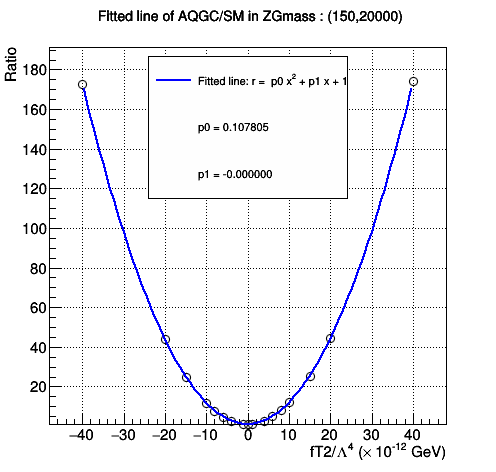 FItted line of AQGC/SM in ZGmass : (150,20000)
Ratio
Fitted line: r = p0 x² + p1 x + 1
p0 = 0.107805
p1 = -0.000000
180
160
140
120
100
80
60
40
20
−40 −30 −20 −10 0 10 20 30 40
fT2/Λ⁴ (× 10⁻¹² GeV)